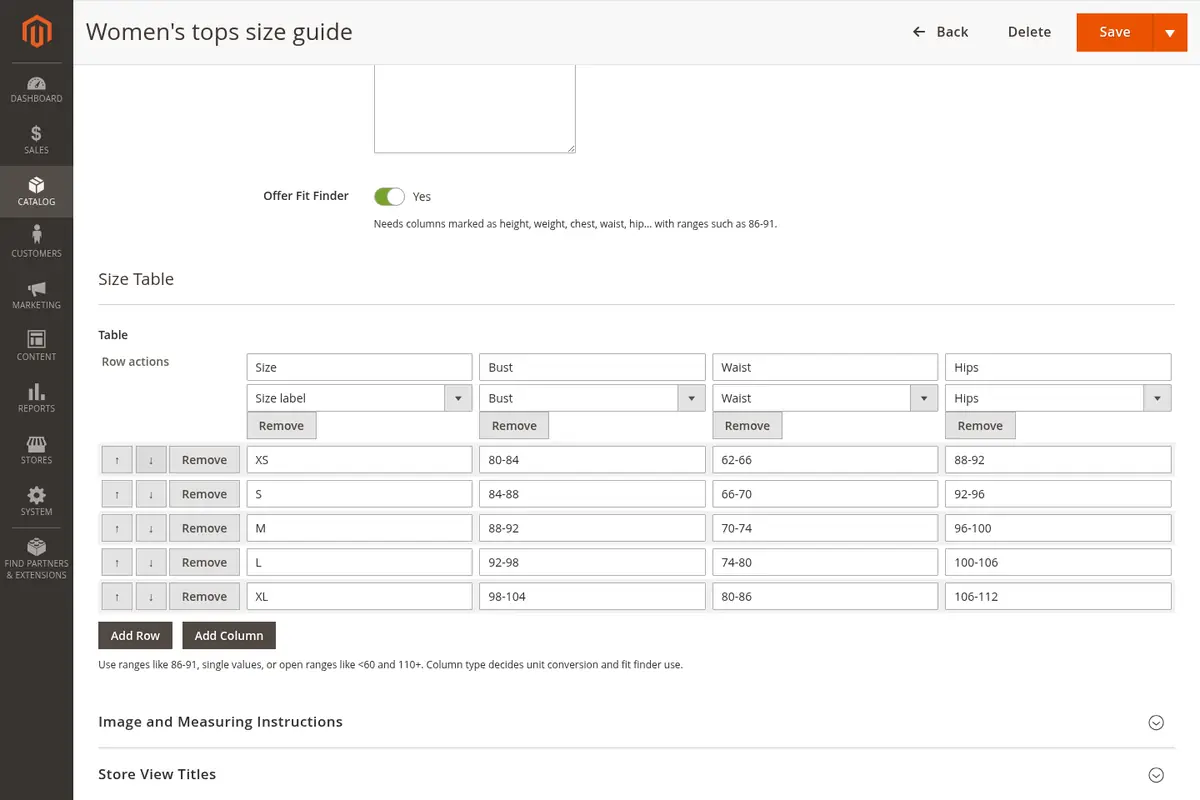 Women's tops size guide
Back
Delete
Save
DASHBOARD
SALES
CATALOG
CUSTOMERS
MARKETING
CONTENT
REPORTS
STORES
SYSTEM
FIND PARTNERS
& EXTENSIONS
Offer Fit Finder
Yes
Needs columns marked as height, weight, chest, waist, hip... with ranges such as 86-91.
Size Table
Table
Row actions
Size Bust Waist Hips
Size label Bust Waist Hips
Remove Remove Remove Remove
↑ ↓ Remove XS 80-84 62-66 88-92
↑ ↓ Remove S 84-88 66-70 92-96
↑ ↓ Remove M 88-92 70-74 96-100
↑ ↓ Remove L 92-98 74-80 100-106
↑ ↓ Remove XL 98-104 80-86 106-112
Add Row Add Column
Use ranges like 86-91, single values, or open ranges like <60 and 110+. Column type decides unit conversion and fit finder use.
Image and Measuring Instructions
Store View Titles